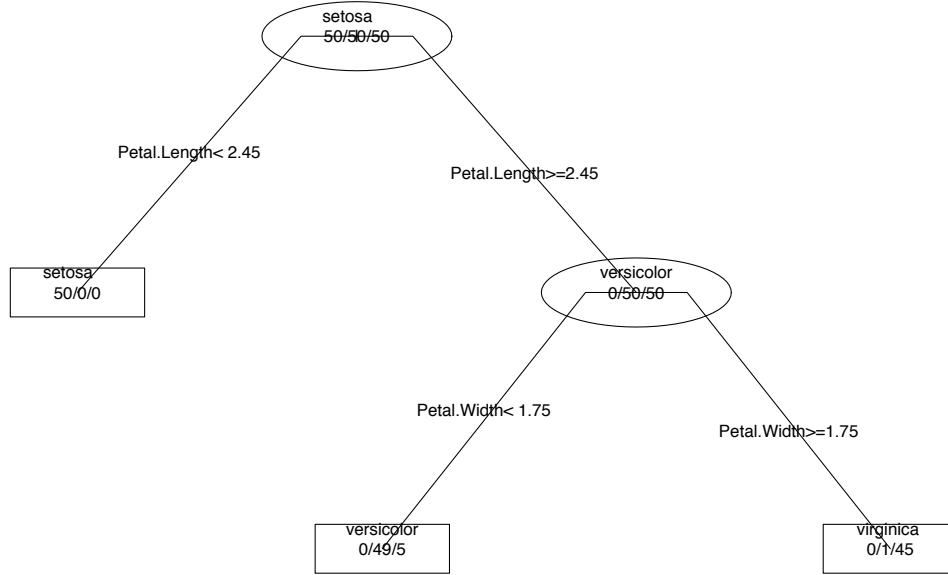 setosa
50/50/50
Petal.Length< 2.45
Petal.Length>=2.45
setosa
50/0/0
versicolor
0/50/50
Petal.Width< 1.75
Petal.Width>=1.75
versicolor
0/49/5
virginica
0/1/45